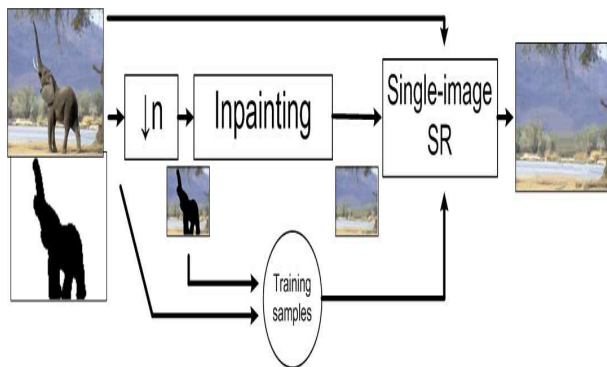 ↓n
Inpainting
Single-image
SR
Training
samples